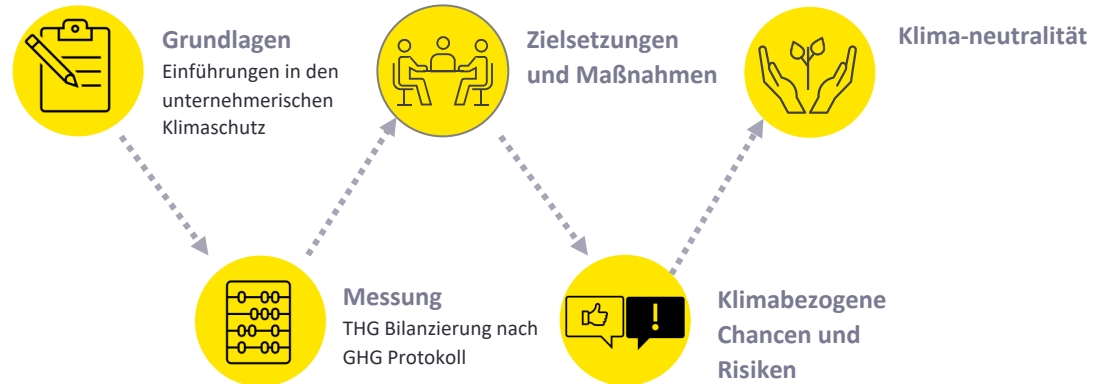 Grundlagen
Einführungen in den
unternehmerischen
Klimaschutz
Messung
THG Bilanzierung nach
GHG Protokoll
Zielsetzungen
und Maßnahmen
Klimabezogene
Chancen und
Risiken
Klima-neutralität